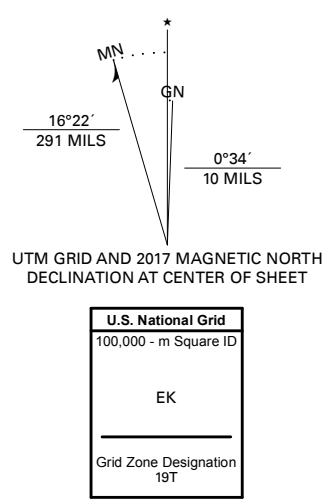 ★
MN
GN
16°22´
291 MILS
0°34´
10 MILS
UTM GRID AND 2017 MAGNETIC NORTH
DECLINATION AT CENTER OF SHEET
U.S. National Grid
100,000 - m Square ID
EK
Grid Zone Designation
19T